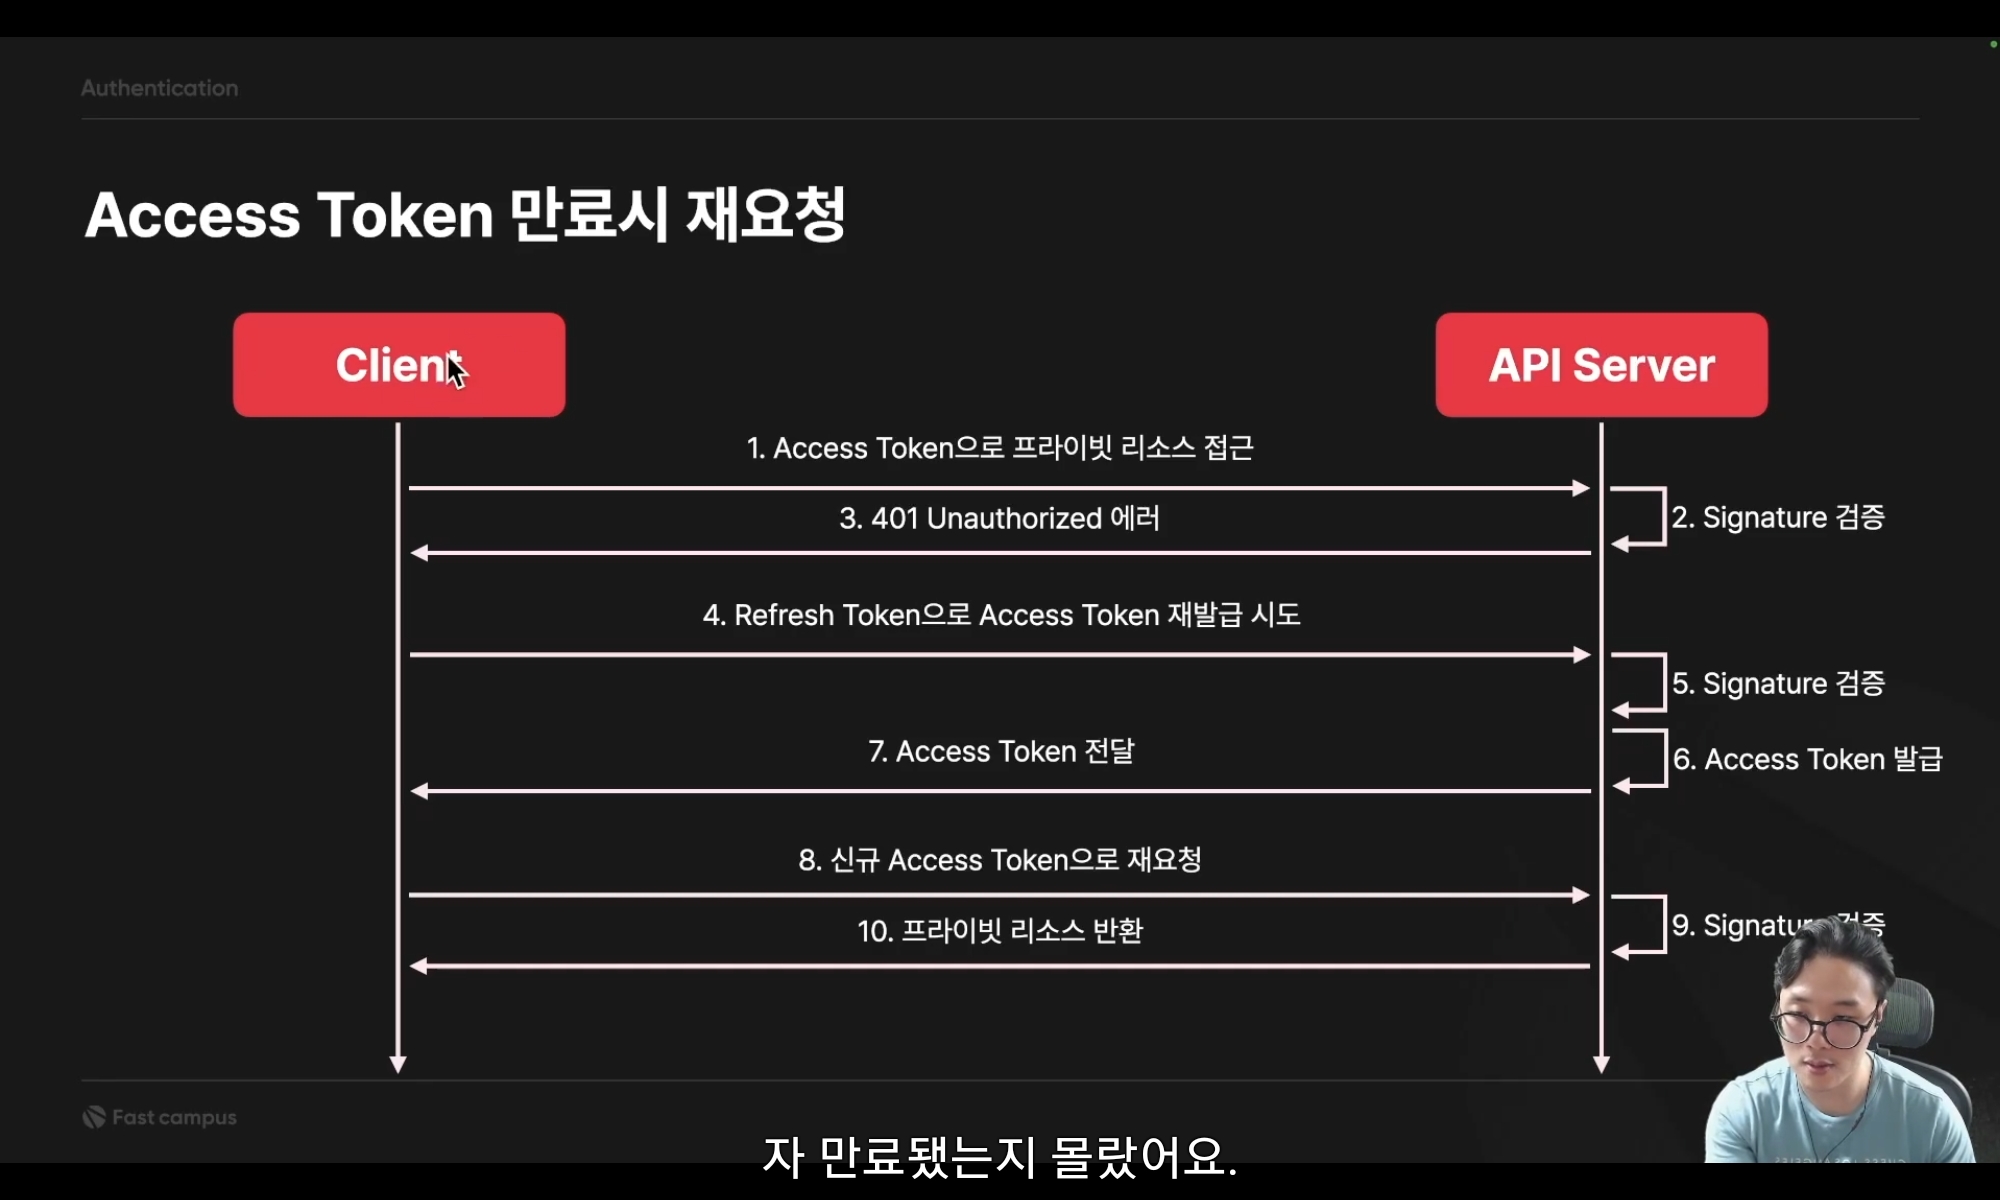 Authentication
Access Token 만료시 재요청
Client
API Server
1. Access Token으로 프라이빗 리소스 접근
2. Signature 검증
3. 401 Unauthorized 에러
4. Refresh Token으로 Access Token 재발급 시도
5. Signature 검증
6. Access Token 발급
7. Access Token 전달
8. 신규 Access Token으로 재요청
9. Signature 검증
10. 프라이빗 리소스 반환
Fast campus
자 만료됐는지 몰랐어요.